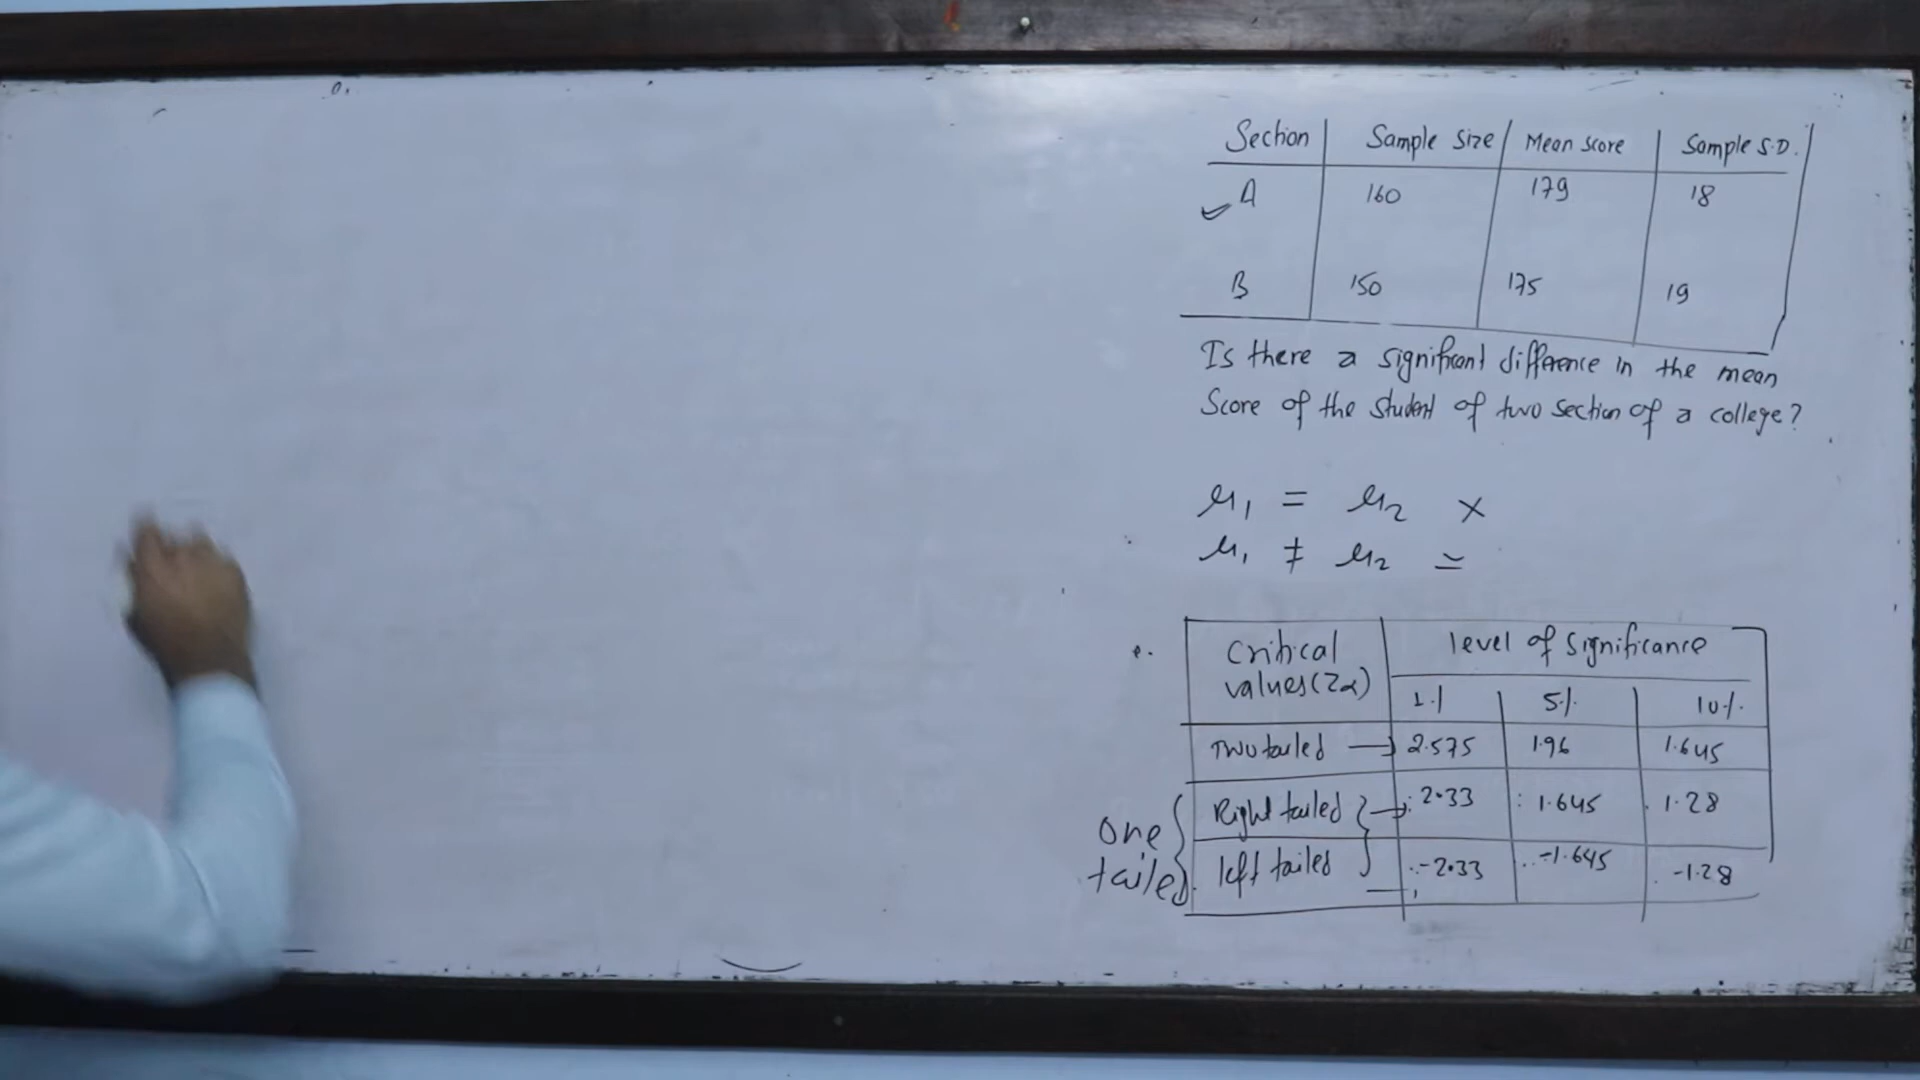 Section Sample Size Mean Score Sample S.D.
A 160 179 18
B 150 175 19
Is there a significant difference in the mean
Score of the student of two section of a college?
μ₁ = μ₂ ×
μ₁ ≠ μ₂
Critical values (Zα) level of significance
1% 5% 10%
Two tailed → 2.575 1.96 1.645
one tailed
Right tailed → 2.33 1.645 1.28
left tailed → -2.33 -1.645 -1.28